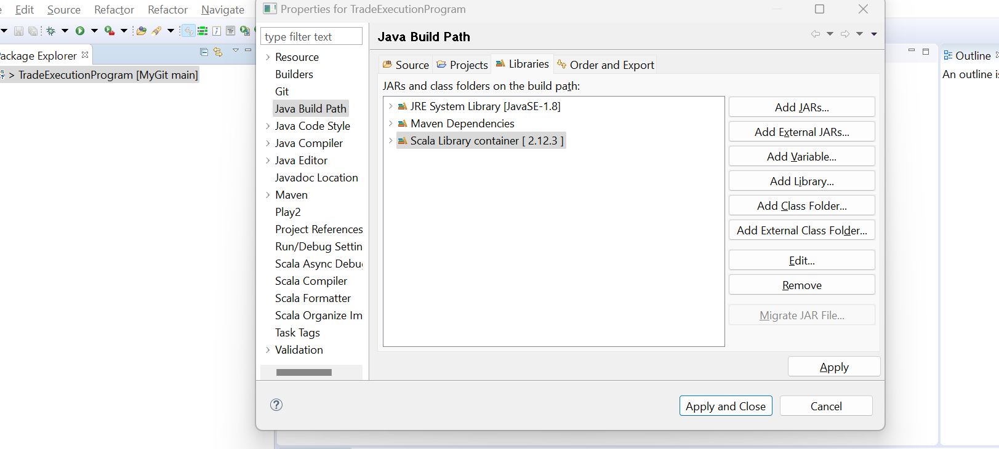 Edit Source Refactor Refactor Navigate
Package Explorer
> TradeExecutionProgram [MyGit main]
Properties for TradeExecutionProgram
type filter text
Resource
Builders
Git
Java Build Path
Java Code Style
Java Compiler
Java Editor
Javadoc Location
Maven
Play2
Project References
Run/Debug Settin
Scala Async Debu
Scala Compiler
Scala Formatter
Scala Organize Im
Task Tags
Validation
Java Build Path
Source Projects Libraries Order and Export
JARs and class folders on the build path:
JRE System Library [JavaSE-1.8]
Maven Dependencies
Scala Library container [ 2.12.3 ]
Add JARs...
Add External JARs...
Add Variable...
Add Library...
Add Class Folder...
Add External Class Folder...
Edit...
Remove
Migrate JAR File...
Apply
Apply and Close Cancel
Outline
An outline i